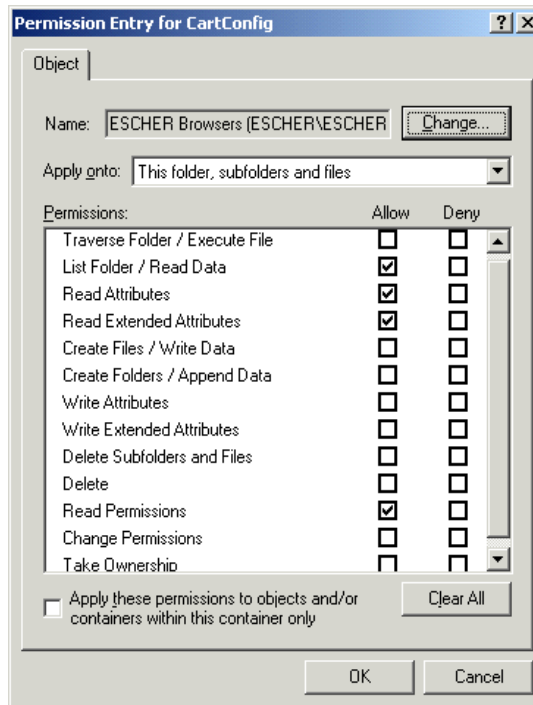 Permission Entry for CartConfig
Object
Name: ESCHER Browsers (ESCHER\ESCHER Change...
Apply onto: This folder, subfolders and files
Permissions: Allow Deny
Traverse Folder / Execute File
List Folder / Read Data
Read Attributes
Read Extended Attributes
Create Files / Write Data
Create Folders / Append Data
Write Attributes
Write Extended Attributes
Delete Subfolders and Files
Delete
Read Permissions
Change Permissions
Take Ownership
Apply these permissions to objects and/or
containers within this container only
Clear All
OK Cancel